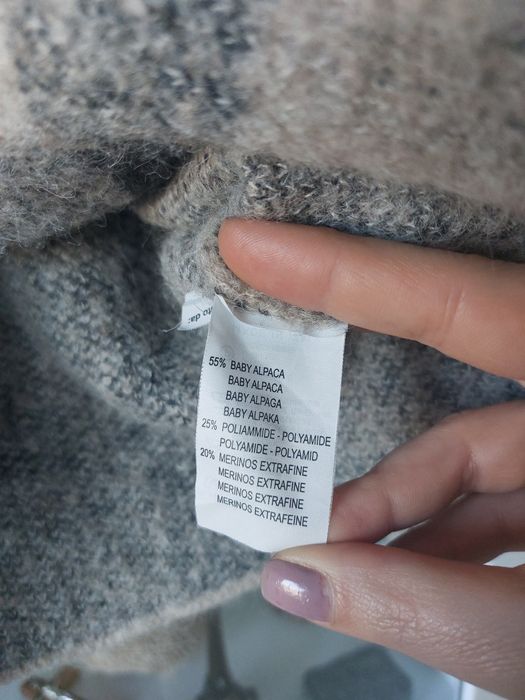 55% BABY ALPACA
BABY ALPACA
BABY ALPAGA
BABY ALPAKA
25% POLIAMMIDE - POLYAMIDE
POLYAMIDE - POLYAMID
20% MERINOS EXTRAFINE
MERINOS EXTRAFINE
MERINOS EXTRAFINE
MERINOS EXTRAFEINE